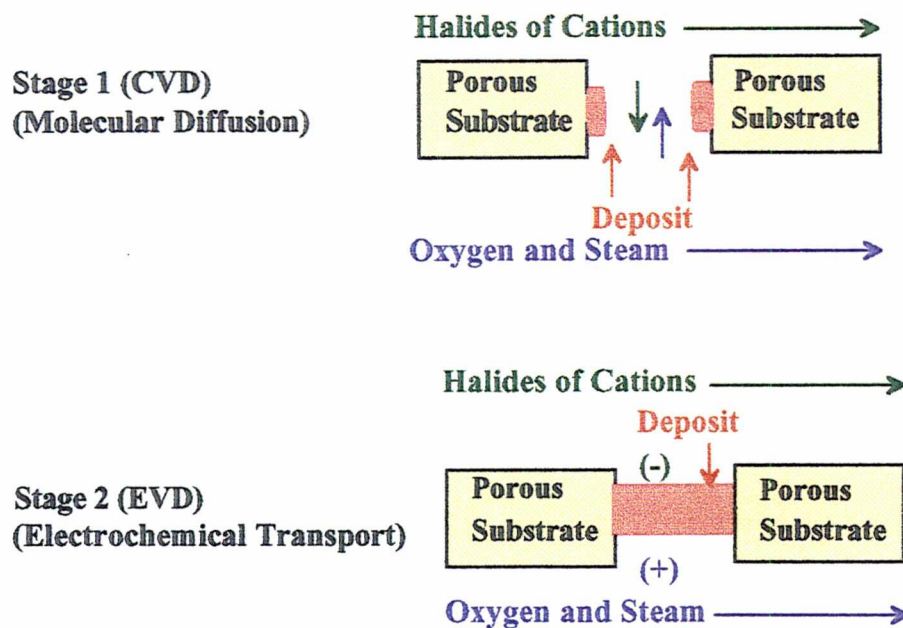 Halides of Cations
Stage 1 (CVD)
(Molecular Diffusion)
Porous
Substrate
Porous
Substrate
Deposit
Oxygen and Steam
Halides of Cations
Deposit
(-)
Stage 2 (EVD)
(Electrochemical Transport)
Porous
Substrate
Porous
Substrate
(+)
Oxygen and Steam